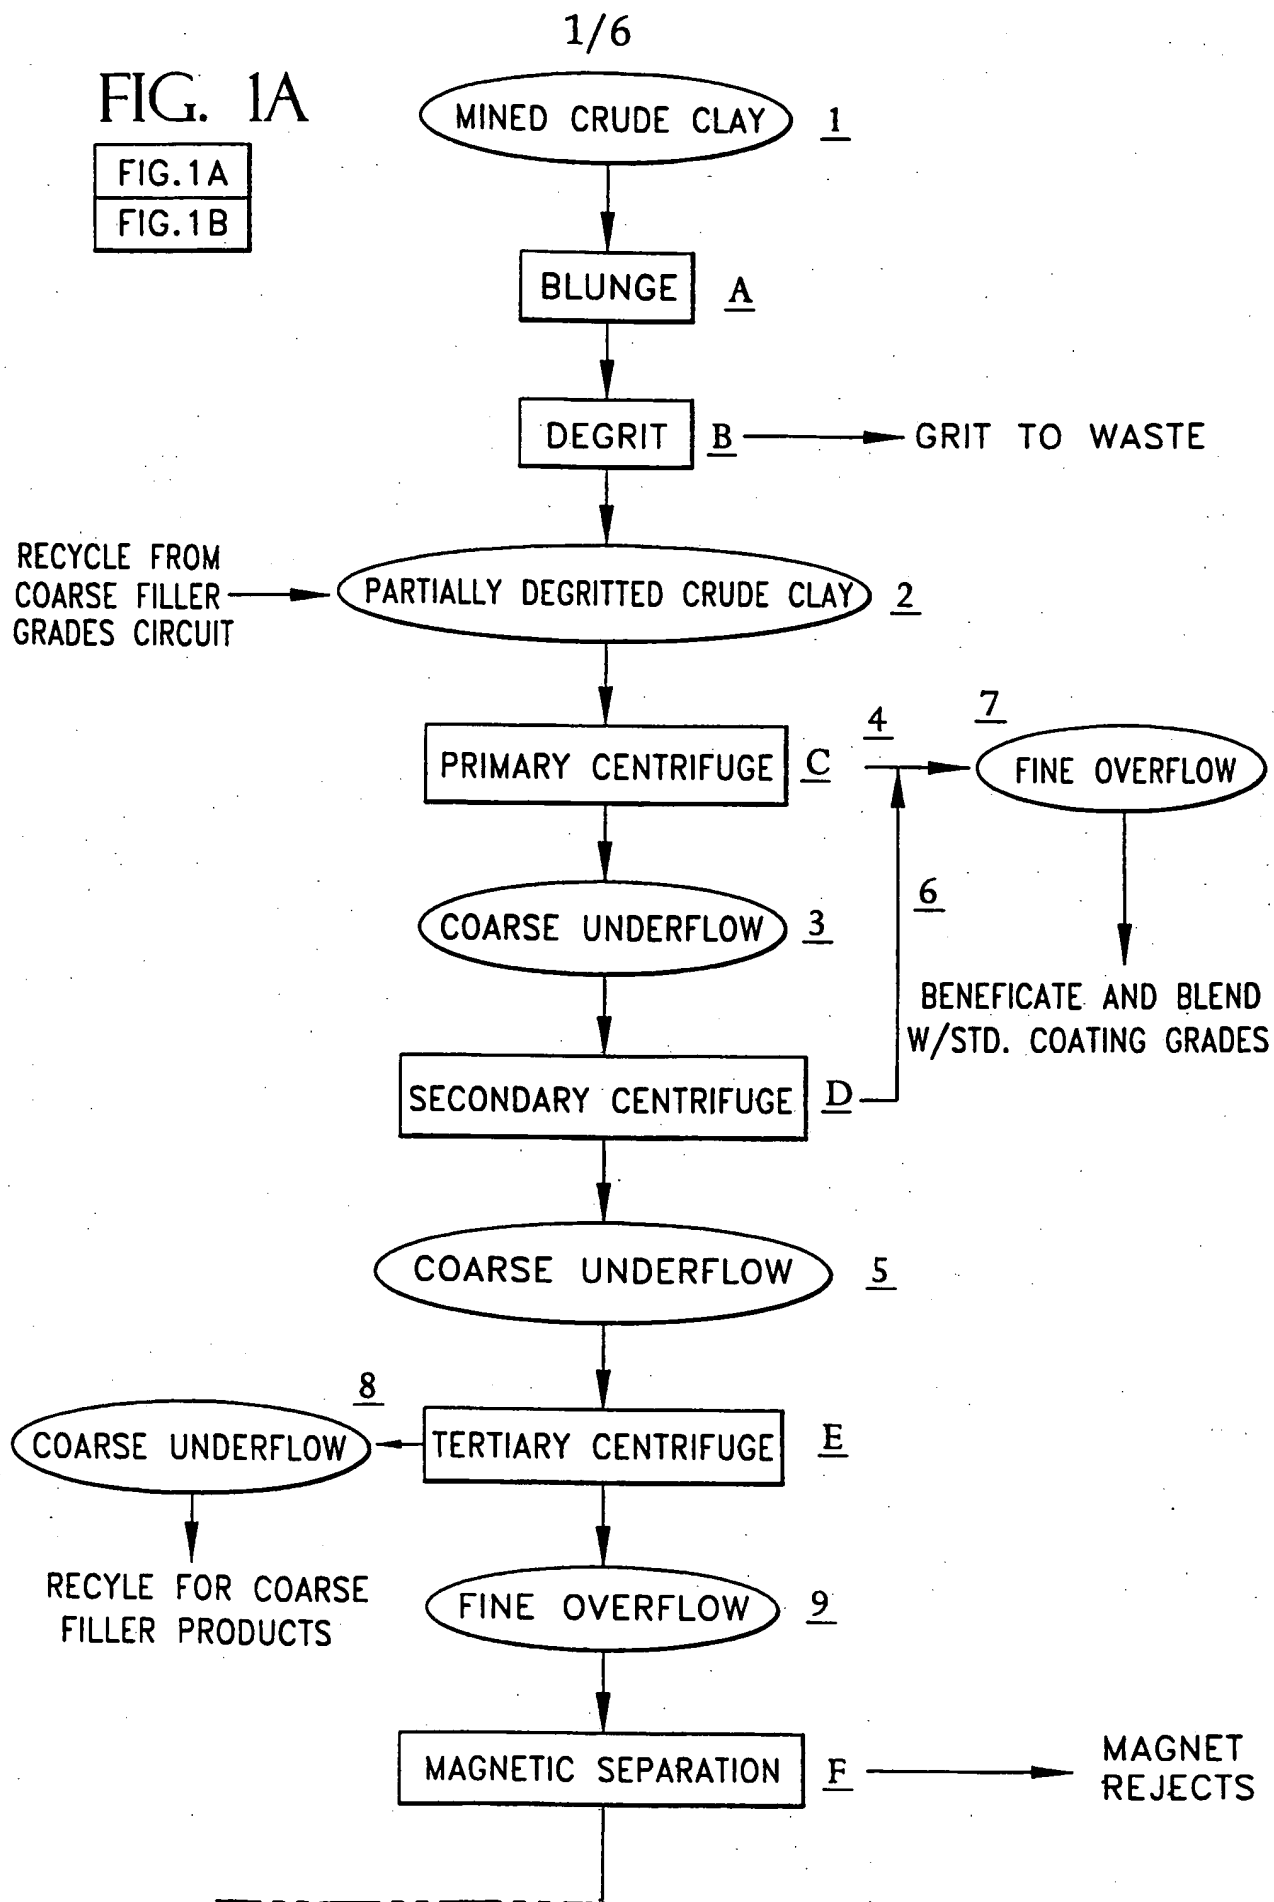 1/6
FIG. 1A
FIG.1A
FIG.1B
MINED CRUDE CLAY 1
BLUNGE A
DEGRIT B GRIT TO WASTE
RECYCLE FROM
COARSE FILLER
GRADES CIRCUIT
PARTIALLY DEGRITTED CRUDE CLAY 2
PRIMARY CENTRIFUGE C 4
7
FINE OVERFLOW
COARSE UNDERFLOW 3
6
BENEFICATE AND BLEND
W/STD. COATING GRADES
SECONDARY CENTRIFUGE D
COARSE UNDERFLOW 5
8
COARSE UNDERFLOW
TERTIARY CENTRIFUGE E
RECYLE FOR COARSE
FILLER PRODUCTS
FINE OVERFLOW 9
MAGNETIC SEPARATION F
MAGNET
REJECTS